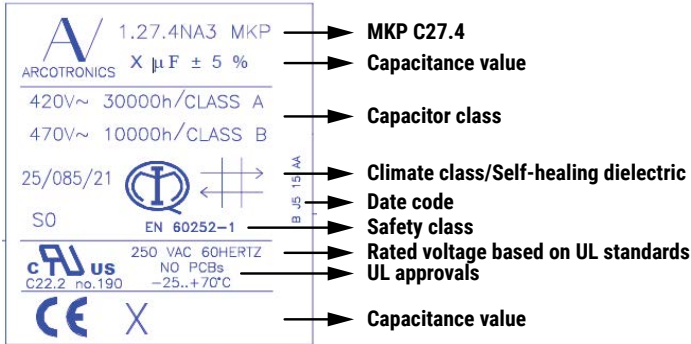 1.27.4NA3 MKP
MKP C27.4
ARCOTRONICS
X µF ± 5 %
Capacitance value
420V~ 30000h/CLASS A
Capacitor class
470V~ 10000h/CLASS B
25/085/21
Climate class/Self-healing dielectric
B J5 15 AA
Date code
S0
EN 60252-1
Safety class
250 VAC 60HERTZ
Rated voltage based on UL standards
c RU us
NO PCBs
UL approvals
C22.2 no.190
-25..+70°C
CE X
Capacitance value